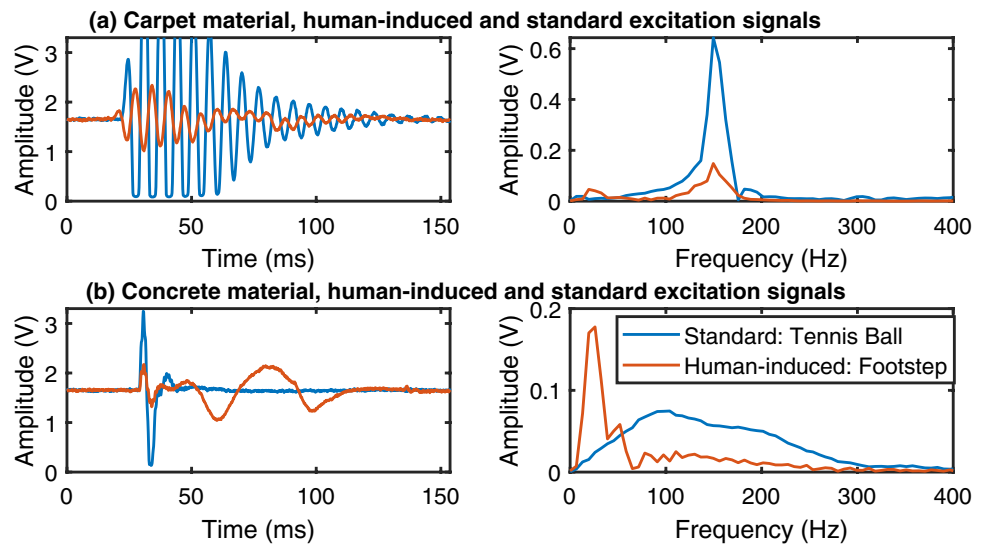 (a) Carpet material, human-induced and standard excitation signals
Amplitude (V)
3
2
1
0
0 50 100 150
Time (ms)
Amplitude (V)
0.6
0.4
0.2
0
0 100 200 300 400
Frequency (Hz)
(b) Concrete material, human-induced and standard excitation signals
Amplitude (V)
3
2
1
0
0 50 100 150
Time (ms)
Amplitude (V)
0.2
0.1
0
0 100 200 300 400
Frequency (Hz)
Standard: Tennis Ball
Human-induced: Footstep